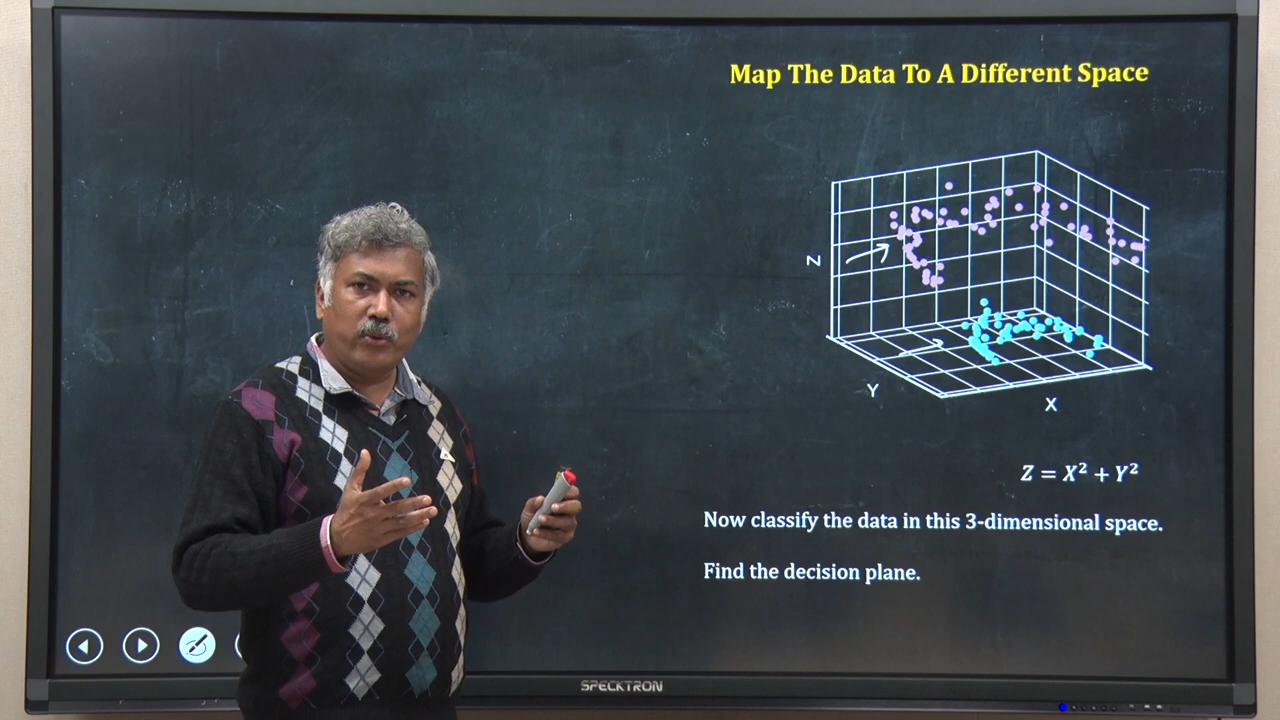 Map The Data To A Different Space
Z
Y
X
Z = X² + Y²
Now classify the data in this 3-dimensional space.
Find the decision plane.
SPECKTRON